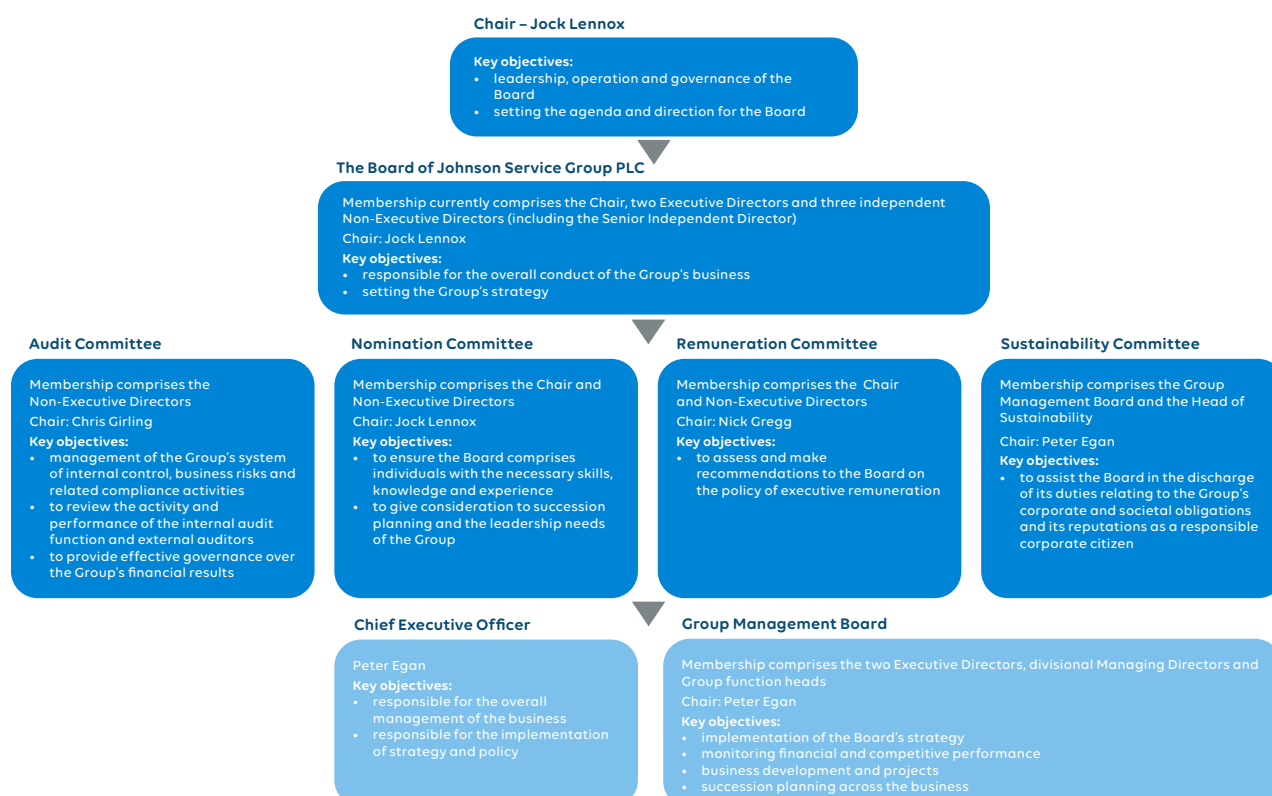 Chair – Jock Lennox
Key objectives:
• leadership, operation and governance of the
Board
• setting the agenda and direction for the Board
The Board of Johnson Service Group PLC
Membership currently comprises the Chair, two Executive Directors and three independent
Non-Executive Directors (including the Senior Independent Director)
Chair: Jock Lennox
Key objectives:
• responsible for the overall conduct of the Group's business
• setting the Group's strategy
Audit Committee
Membership comprises the
Non-Executive Directors
Chair: Chris Girling
Key objectives:
• management of the Group's system
of internal control, business risks and
related compliance activities
• to review the activity and
performance of the internal audit
function and external auditors
• to provide effective governance over
the Group's financial results
Nomination Committee
Membership comprises the Chair and
Non-Executive Directors
Chair: Jock Lennox
Key objectives:
• to ensure the Board comprises
individuals with the necessary skills,
knowledge and experience
• to give consideration to succession
planning and the leadership needs
of the Group
Remuneration Committee
Membership comprises the Chair
and Non-Executive Directors
Chair: Nick Gregg
Key objectives:
• to assess and make
recommendations to the Board on
the policy of executive remuneration
Sustainability Committee
Membership comprises the Group
Management Board and the Head of
Sustainability
Chair: Peter Egan
Key objectives:
• to assist the Board in the discharge
of its duties relating to the Group's
corporate and societal obligations
and its reputations as a responsible
corporate citizen
Chief Executive Officer
Peter Egan
Key objectives:
• responsible for the overall
management of the business
• responsible for the implementation
of strategy and policy
Group Management Board
Membership comprises the two Executive Directors, divisional Managing Directors and
Group function heads
Chair: Peter Egan
Key objectives:
• implementation of the Board's strategy
• monitoring financial and competitive performance
• business development and projects
• succession planning across the business